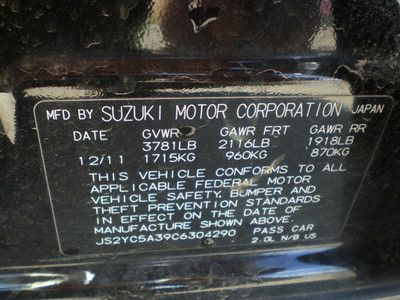 MFD BY SUZUKI MOTOR CORPORATION JAPAN
DATE GVWR GAWR FRT GAWR RR
3781LB 2116LB 1918LB
12/11 1715KG 960KG 870KG
THIS VEHICLE CONFORMS TO ALL
APPLICABLE FEDERAL MOTOR
VEHICLE SAFETY, BUMPER AND
THEFT PREVENTION STANDARDS
IN EFFECT ON THE DATE OF
MANUFACTURE SHOWN ABOVE.
JS2YC5A39C6304290 PASS CAR
2.0L N/B US